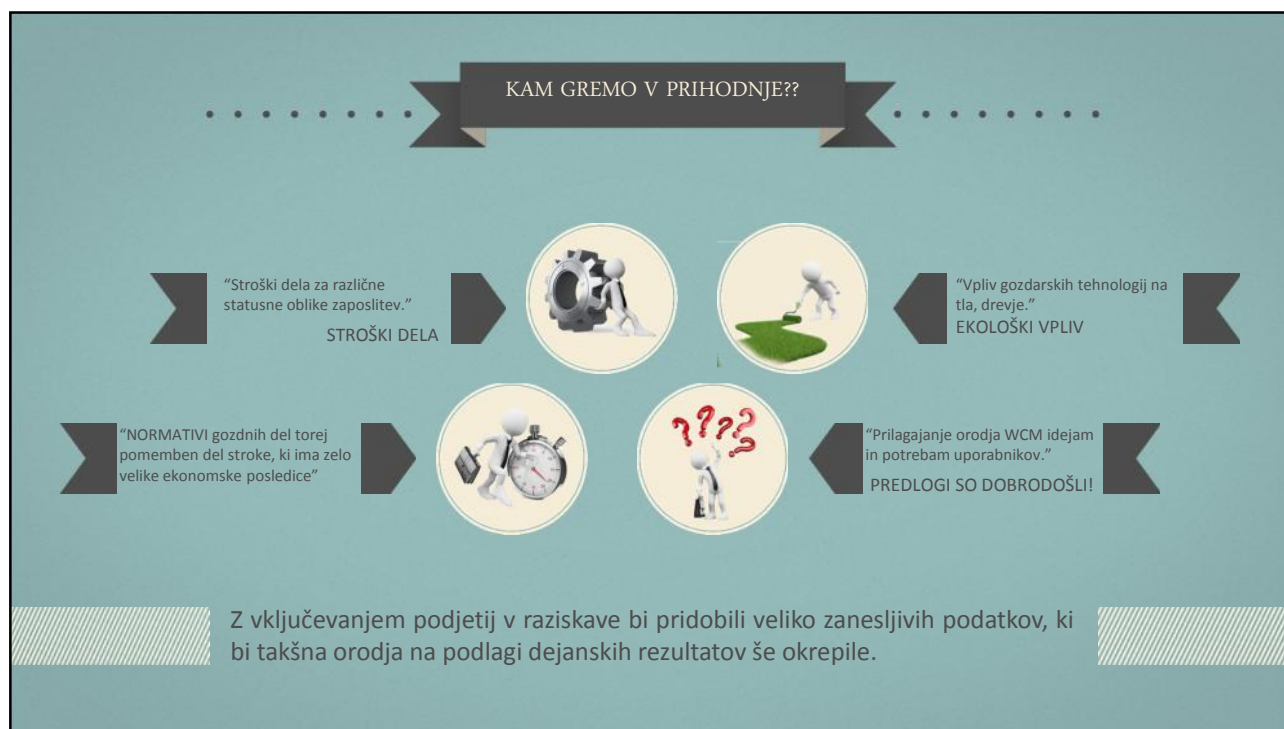 KAM GREMO V PRIHODNJE??
“Stroški dela za različne
statusne oblike zaposlitev.”
STROŠKI DELA
“Vpliv gozdarskih tehnologij na
tla, drevje.”
EKOLOŠKI VPLIV
“NORMATIVI gozdnih del torej
pomemben del stroke, ki ima zelo
velike ekonomske posledice”
“Prilagajanje orodja WCM idejam
in potrebam uporabnikov.”
PREDLOGI SO DOBRODOŠLI!
Z vključevanjem podjetij v raziskave bi pridobili veliko zanesljivih podatkov, ki
bi takšna orodja na podlagi dejanskih rezultatov še okrepile.